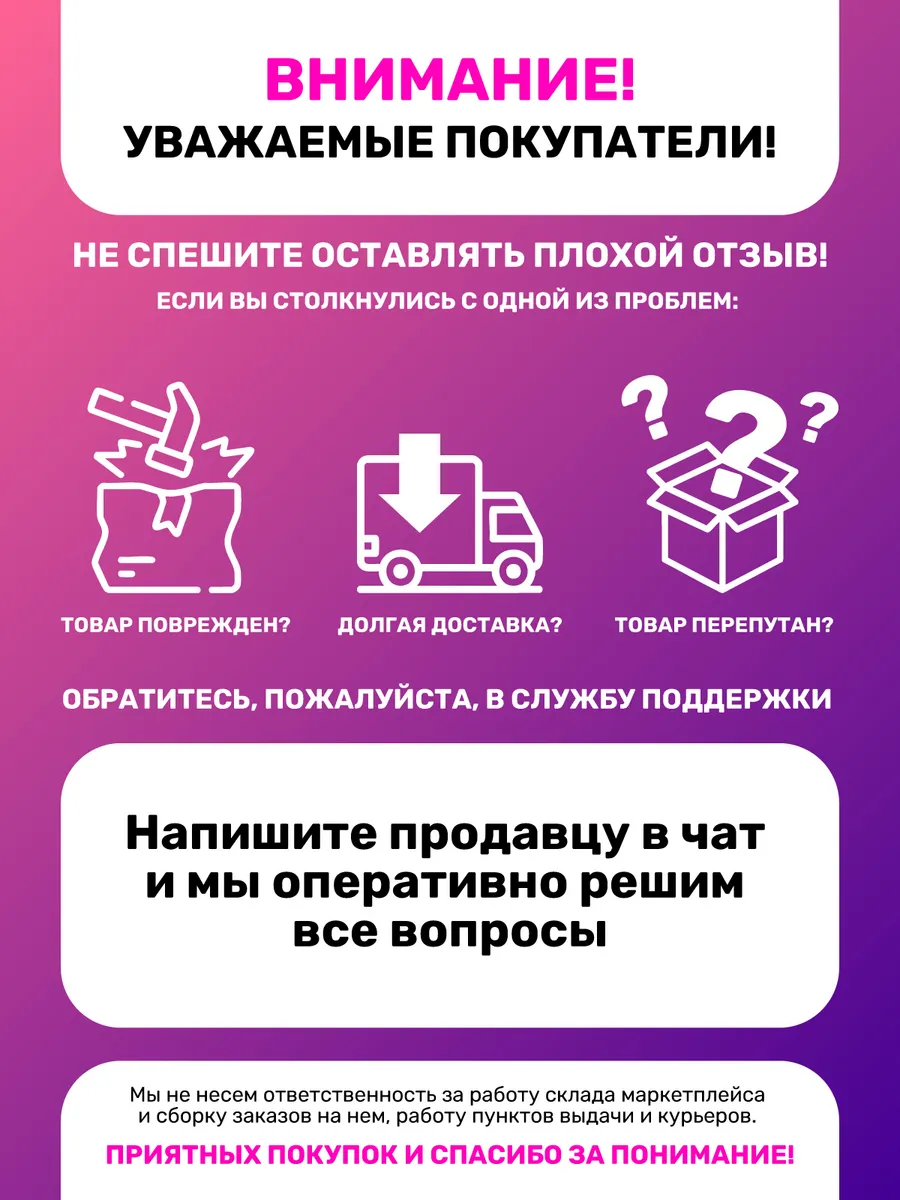 ВНИМАНИЕ!
УВАЖАЕМЫЕ ПОКУПАТЕЛИ!
НЕ СПЕШИТЕ ОСТАВЛЯТЬ ПЛОХОЙ ОТЗЫВ!
ЕСЛИ ВЫ СТОЛКНУЛИСЬ С ОДНОЙ ИЗ ПРОБЛЕМ:
? ? ?
ТОВАР ПОВРЕЖДЕН? ДОЛГАЯ ДОСТАВКА? ТОВАР ПЕРЕПУТАН?
ОБРАТИТЕСЬ, ПОЖАЛУЙСТА, В СЛУЖБУ ПОДДЕРЖКИ
Напишите продавцу в чат
и мы оперативно решим
все вопросы
Мы не несем ответственность за работу склада маркетплейса
и сборку заказов на нем, работу пунктов выдачи и курьеров.
ПРИЯТНЫХ ПОКУПОК И СПАСИБО ЗА ПОНИМАНИЕ!